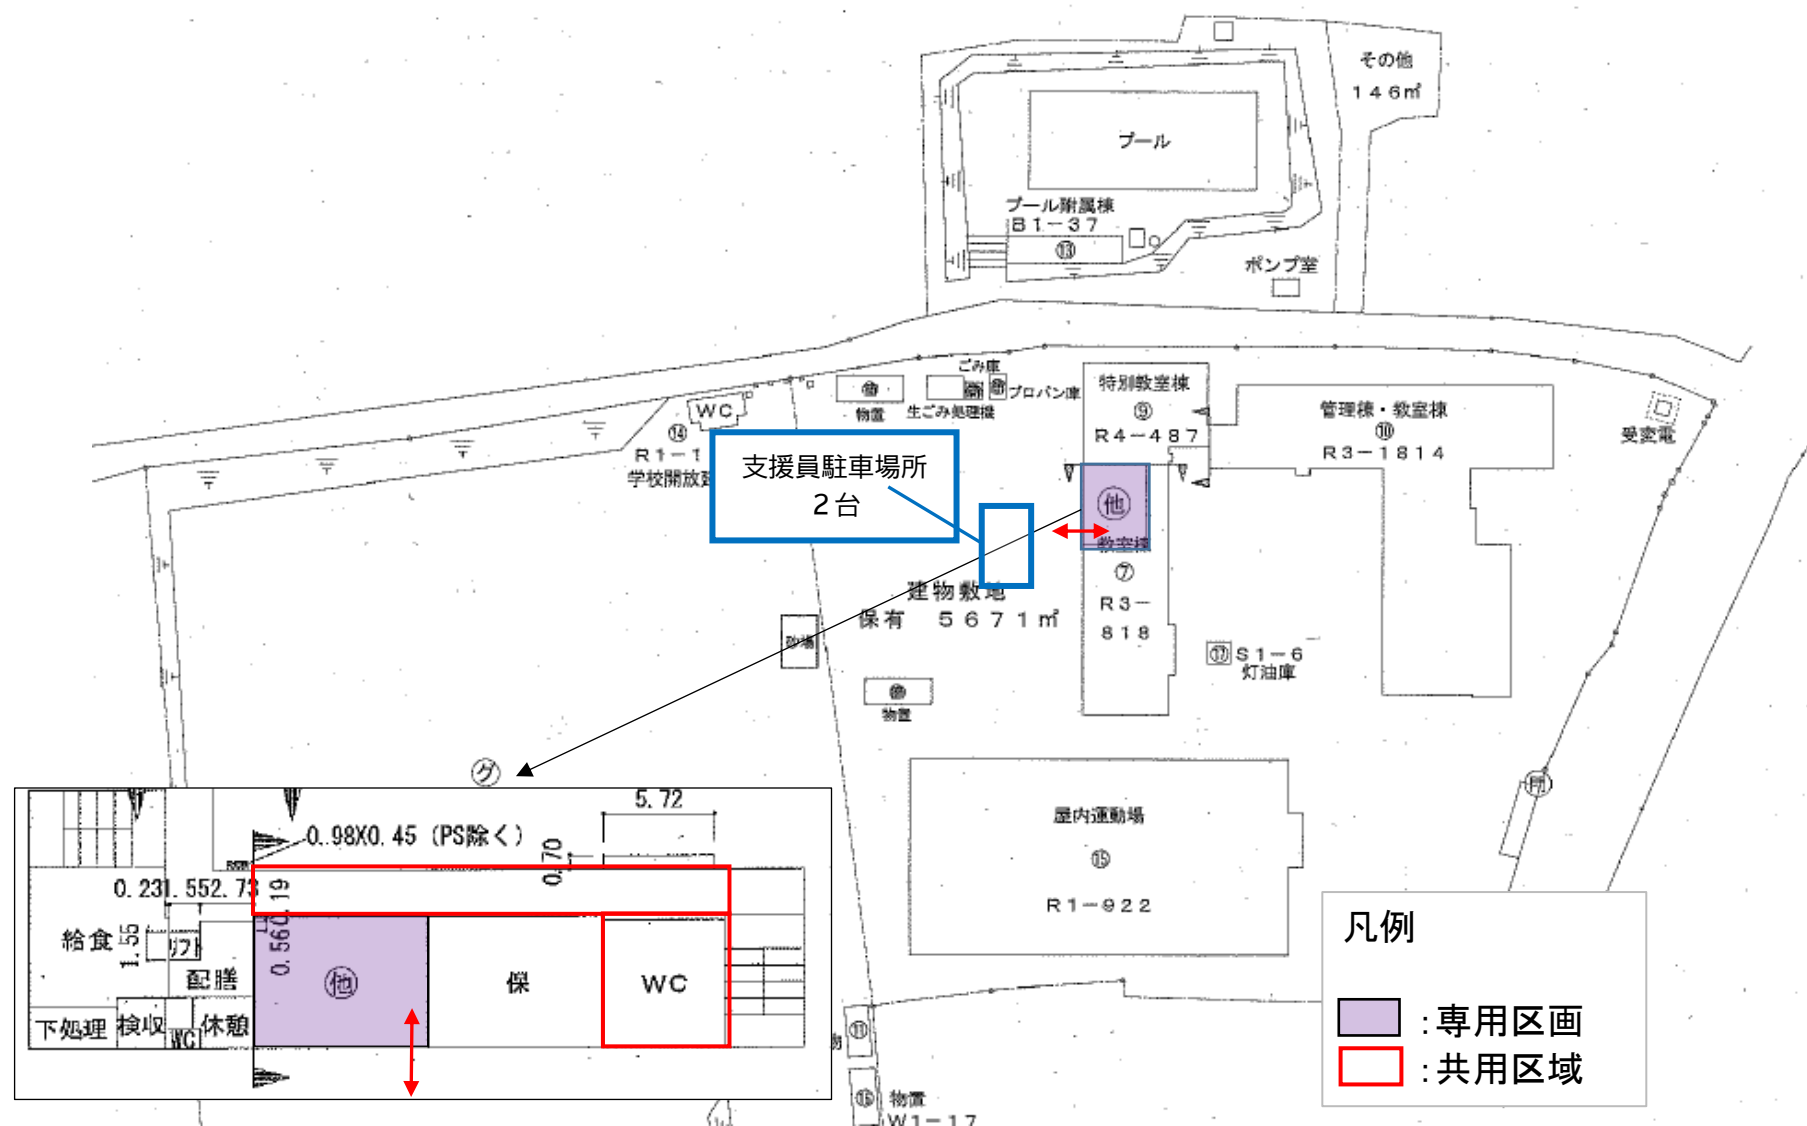 その他
146㎡
プール
プール附属棟
B1-37
⑬
ポンプ室
ごみ庫
プロパン庫
物置
生ごみ処理機
特別教室棟
⑨
R4-487
管理棟・教室棟
⑩
R3-1814
受変電
WC
⑭
R1-1
学校開放
支援員駐車場所
2台
㊀他
教室棟
⑦
R3-
818
建物敷地
保有 5671㎡
砂場
⑰ S1-6
灯油庫
物置
グ
屋内運動場
⑮
R1-922
門
5.72
0.98X0.45 (PS除く)
0.70
0.231.552.73
0.560.19
給食
1.55
リフト
配膳
他
保
WC
下処理
検収
WC
休憩
⑪
⑯
物置
W1-17
凡例
:専用区画
:共用区域